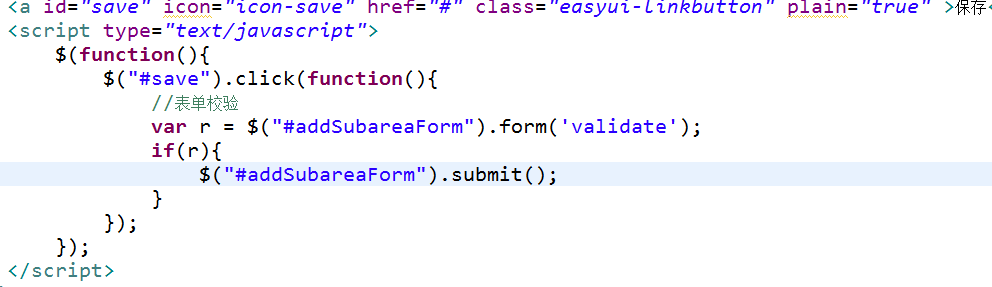 <a id="save" icon="icon-save" href="#" class="easyui-linkbutton" plain="true" >保存
<script type="text/javascript">
    $(function(){
        $("#save").click(function(){
            //表单校验
            var r = $("#addSubareaForm").form('validate');
            if(r){
                $("#addSubareaForm").submit();
            }
        });
    });
</script>